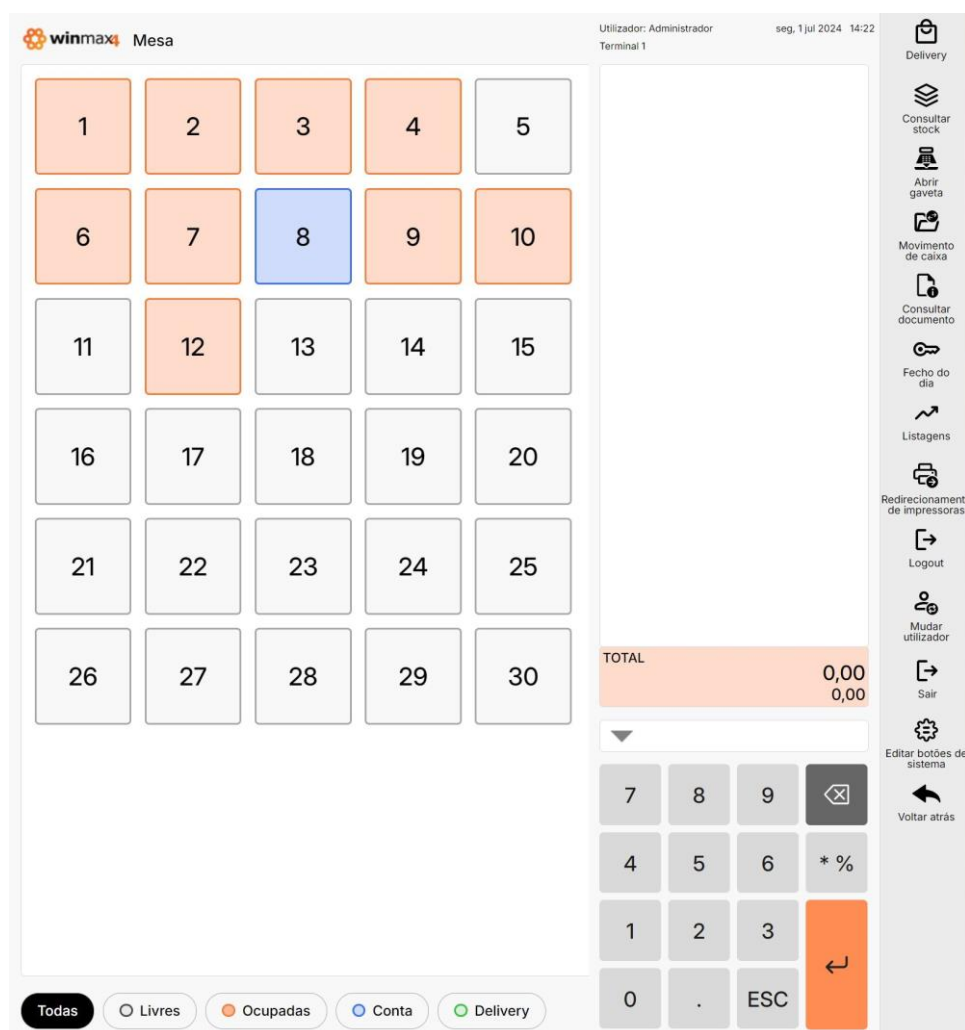 winmax4 Mesa
Utilizador: Administrador
seg, 1 jul 2024 14:22
Terminal 1
1 2 3 4 5
6 7 8 9 10
11 12 13 14 15
16 17 18 19 20
21 22 23 24 25
26 27 28 29 30
Todas
Livres
Ocupadas
Conta
Delivery
TOTAL
0,00
0,00
7 8 9
4 5 6 * %
1 2 3
0 . ESC
Delivery
Consultar
stock
Abrir
gaveta
Movimento
de caixa
Consultar
documento
Fecho do
dia
Listagens
Redirecionament
de impressoras
Logout
Mudar
utilizador
Sair
Editar botões de
sistema
Voltar atrás